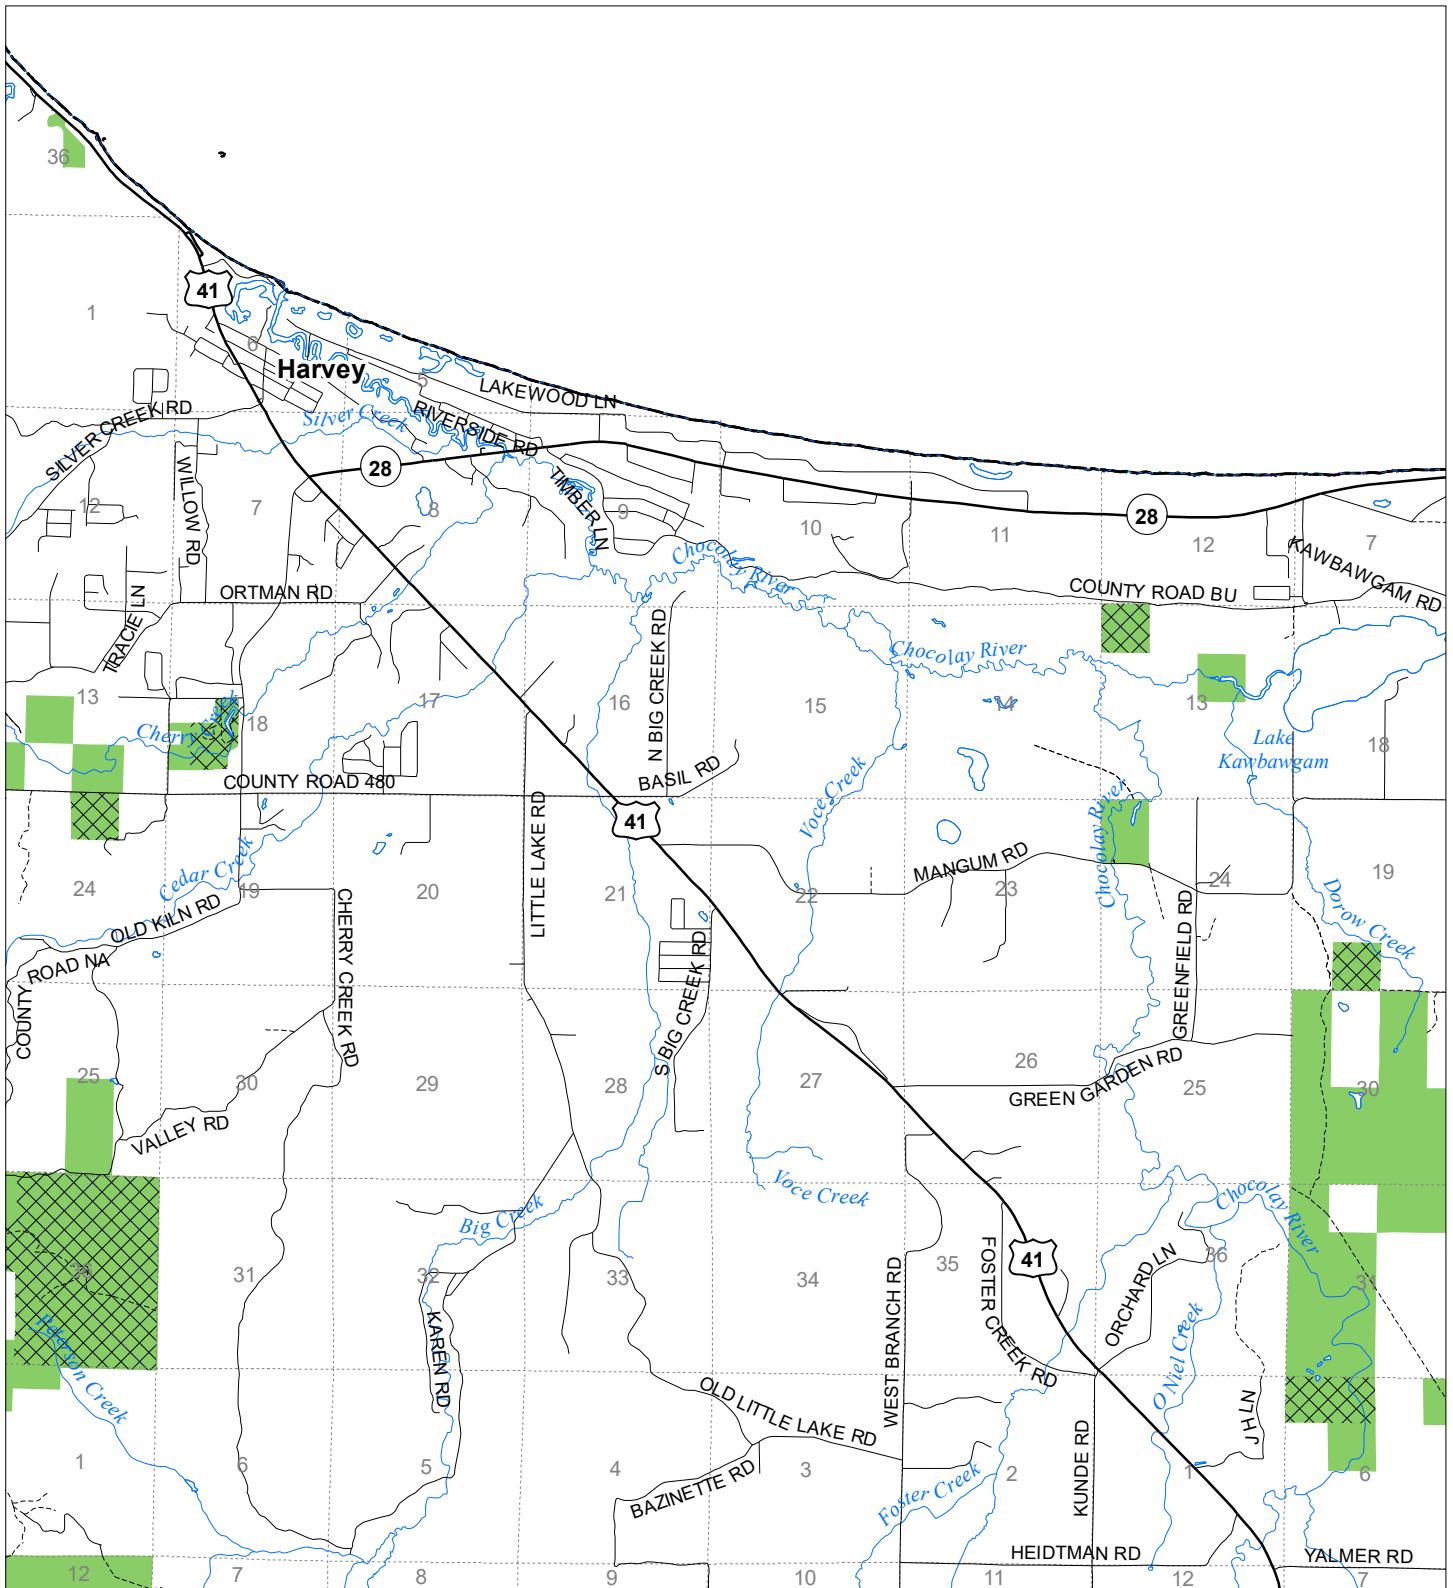 36
41
1
6
Harvey
5
LAKEWOOD LN
SILVER CREEK RD
Silver Creek
RIVERSIDE RD
28
TIMBER LN
WILLOW RD
12
7
8
9
10
11
28
12
7
KAWBAWGAM RD
Chocolay River
TRACIE LN
ORTMAN RD
COUNTY ROAD BU
N BIG CREEK RD
Chocolay River
13
Cherry Creek
18
17
16
15
14
13
Lake
Kawbawgam
18
COUNTY ROAD 480
BASIL RD
41
Voce Creek
Chocolay River
LITTLE LAKE RD
MANGUM RD
24
Cedar Creek
19
20
21
22
23
24
19
OLD KILN RD
CHERRY CREEK RD
GREENFIELD RD
Dorow Creek
COUNTY ROAD NA
S BIG CREEK RD
25
30
29
28
27
26
25
30
GREEN GARDEN RD
VALLEY RD
Voce Creek
Chocolay River
Big Creek
36
31
32
33
34
35
36
31
WEST BRANCH RD
FOSTER CREEK RD
41
ORCHARD LN
Peterson Creek
KAREN RD
O Niel Creek
OLD LITTLE LAKE RD
J H LN
1
6
5
4
3
2
1
6
BAZINETTE RD
Foster Creek
KUNDE RD
HEIDTMAN RD
YALMER RD
12
7
8
9
10
11
12
7